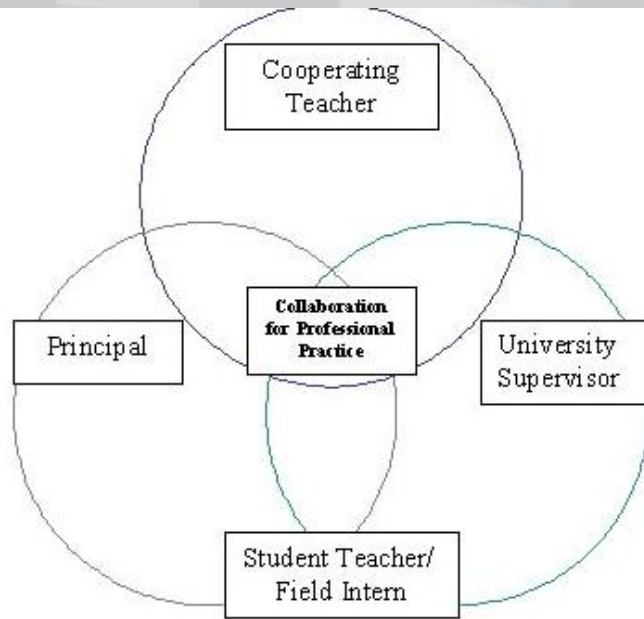 Cooperating
Teacher
Collaboration
for Professional
Practice
Principal
University
Supervisor
Student Teacher/
Field Intern